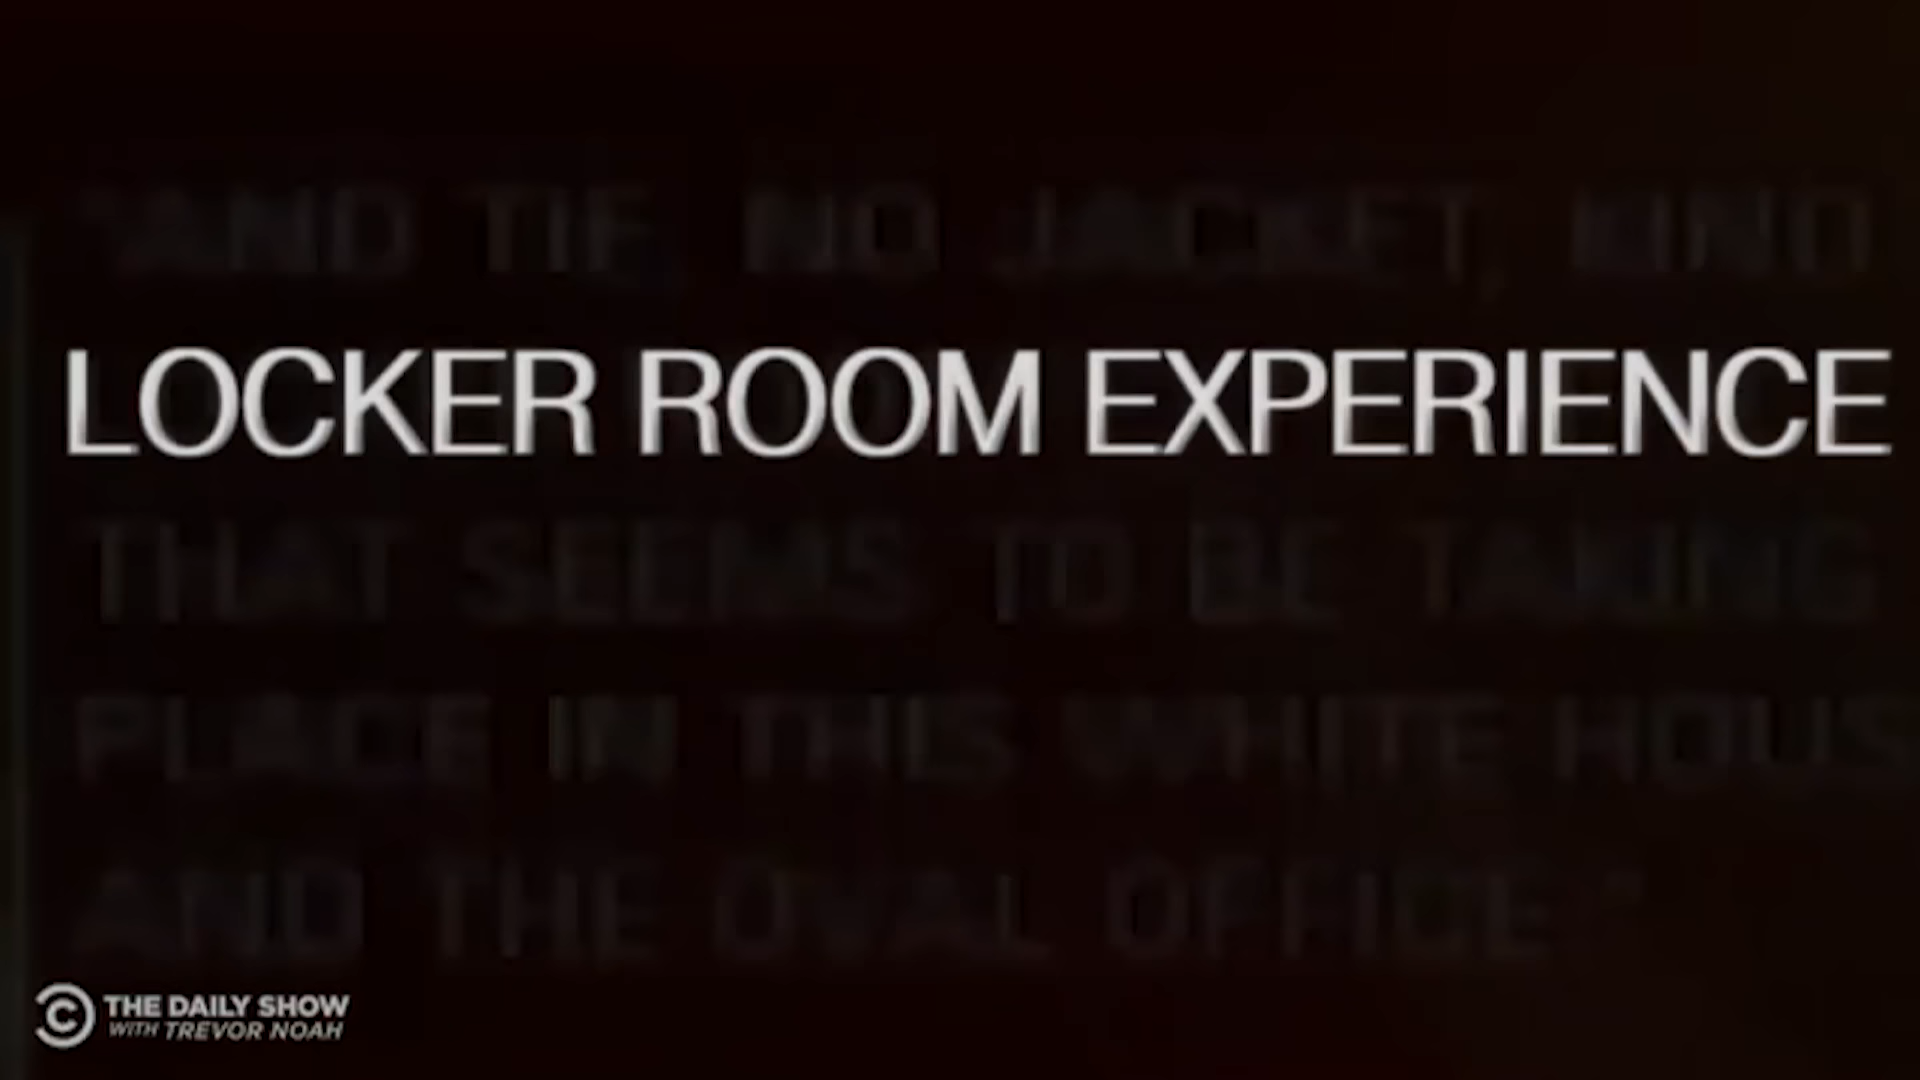 "AND TIE, NO JACKET, KIND
LOCKER ROOM EXPERIENCE
THAT SEEMS TO BE TAKING
PLACE IN THIS WHITE HOUS
AND THE OVAL OFFICE"
THE DAILY SHOW
WITH TREVOR NOAH